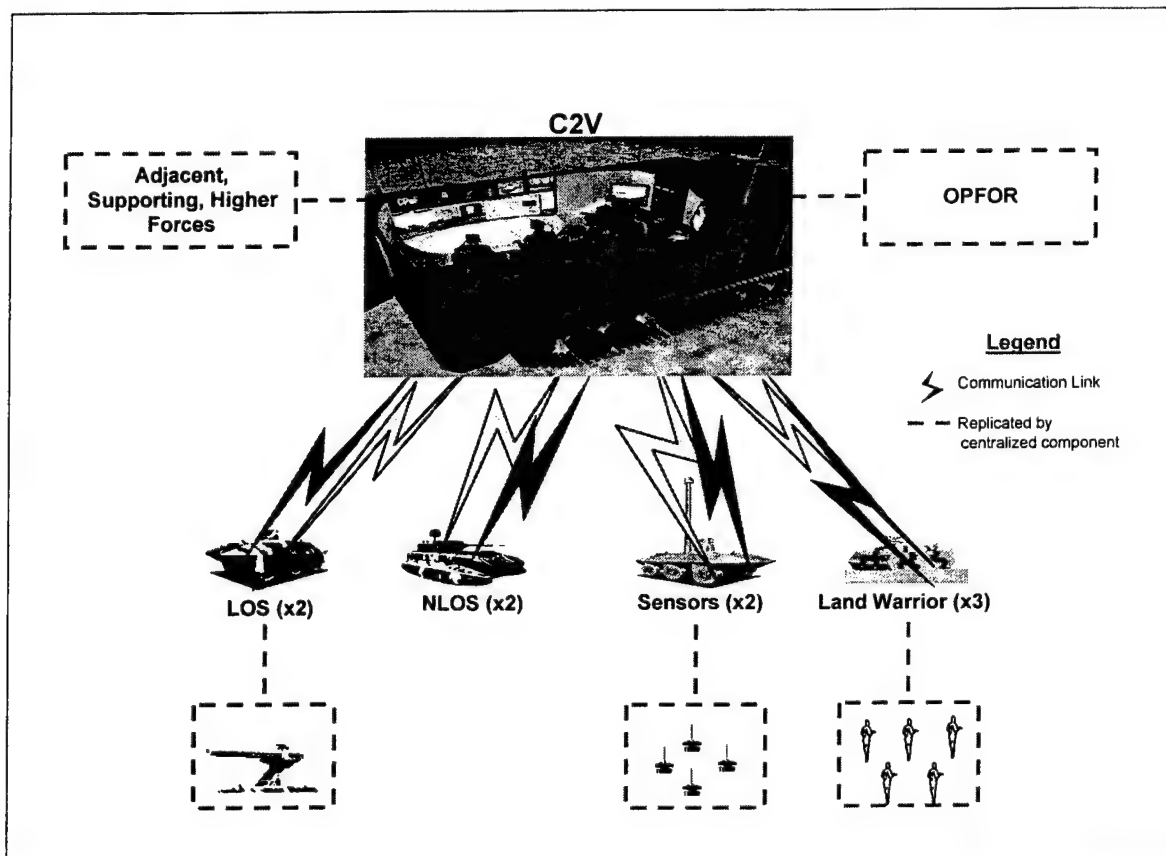 C2V
Adjacent,
Supporting, Higher
Forces
OPFOR
Legend
Communication Link
Replicated by
centralized component
LOS (x2)
NLOS (x2)
Sensors (x2)
Land Warrior (x3)